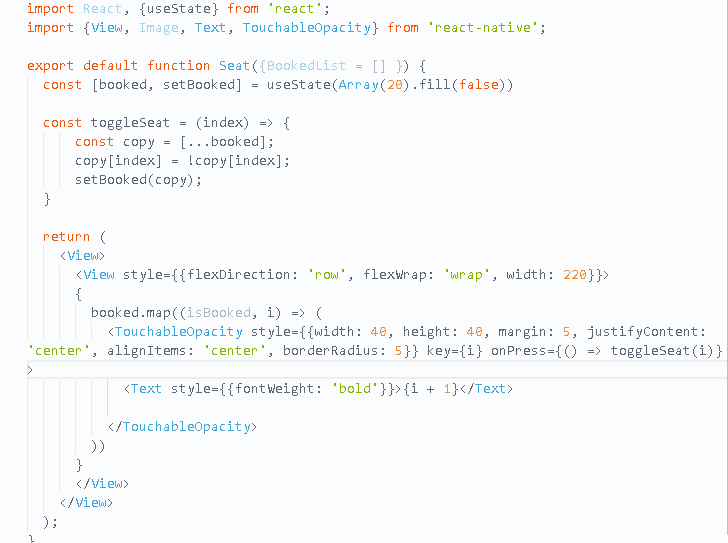 import React, {useState} from 'react';
import {View, Image, Text, TouchableOpacity} from 'react-native';
export default function Seat({BookedList = [] }) {
const [booked, setBooked] = useState(Array(20).fill(false))
const toggleSeat = (index) => {
const copy = [...booked];
copy[index] = !copy[index];
setBooked(copy);
}
return (
<View>
<View style={{flexDirection: 'row', flexWrap: 'wrap', width: 220}}>
{
booked.map((isBooked, i) => (
<TouchableOpacity style={{width: 40, height: 40, margin: 5, justifyContent:
'center', alignItems: 'center', borderRadius: 5}} key={i} onPress={() => toggleSeat(i)}
>
<Text style={{fontWeight: 'bold'}}>{i + 1}</Text>
</TouchableOpacity>
))
}
</View>
</View>
);
}